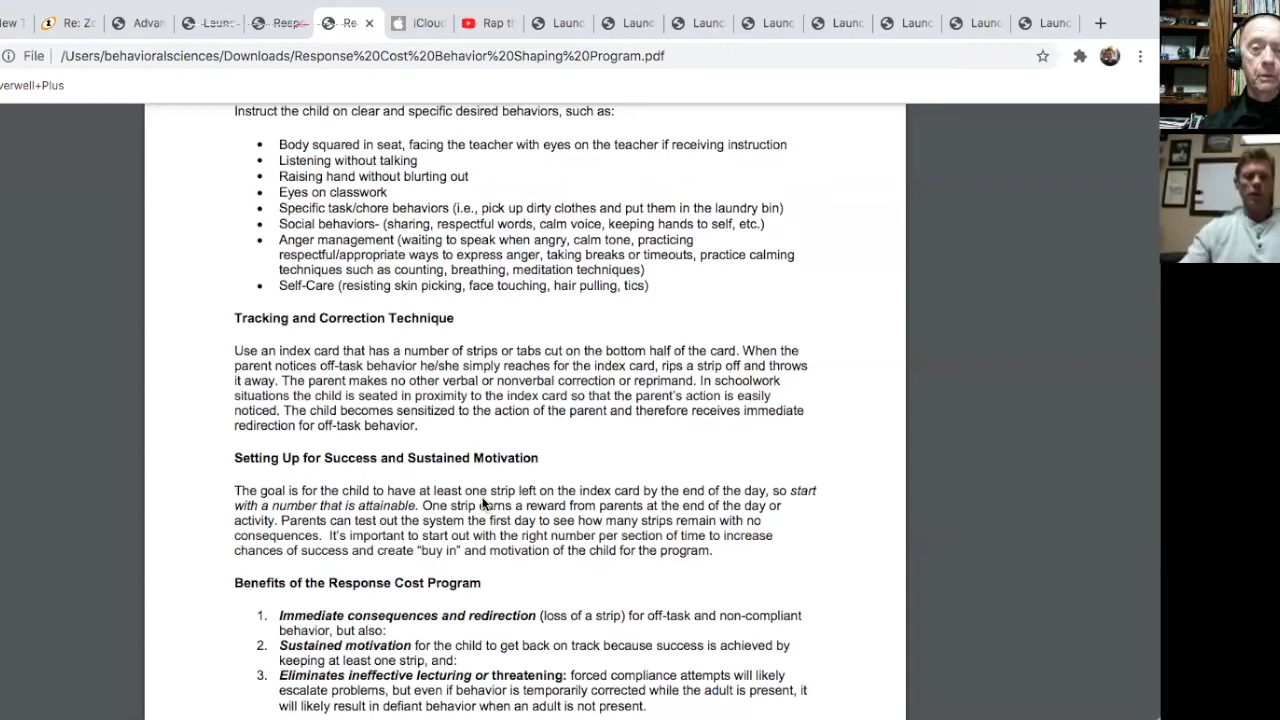 New T
Re: Z
Advan
Launc
Respo
Re
iCloud
Rap th
Launc
Launc
Launc
Launc
Launc
Launc
Launc
Launc
File /Users/behavioralsciences/Downloads/Response%20Cost%20Behavior%20Shaping%20Program.pdf
verwell+Plus
Instruct the child on clear and specific desired behaviors, such as:
• Body squared in seat, facing the teacher with eyes on the teacher if receiving instruction
• Listening without talking
• Raising hand without blurting out
• Eyes on classwork
• Specific task/chore behaviors (i.e., pick up dirty clothes and put them in the laundry bin)
• Social behaviors- (sharing, respectful words, calm voice, keeping hands to self, etc.)
• Anger management (waiting to speak when angry, calm tone, practicing
respectful/appropriate ways to express anger, taking breaks or timeouts, practice calming
techniques such as counting, breathing, meditation techniques)
• Self-Care (resisting skin picking, face touching, hair pulling, tics)
Tracking and Correction Technique
Use an index card that has a number of strips or tabs cut on the bottom half of the card. When the
parent notices off-task behavior he/she simply reaches for the index card, rips a strip off and throws
it away. The parent makes no other verbal or nonverbal correction or reprimand. In schoolwork
situations the child is seated in proximity to the index card so that the parent's action is easily
noticed. The child becomes sensitized to the action of the parent and therefore receives immediate
redirection for off-task behavior.
Setting Up for Success and Sustained Motivation
The goal is for the child to have at least one strip left on the index card by the end of the day, so start
with a number that is attainable. One strip earns a reward from parents at the end of the day or
activity. Parents can test out the system the first day to see how many strips remain with no
consequences.  It's important to start out with the right number per section of time to increase
chances of success and create “buy in” and motivation of the child for the program.
Benefits of the Response Cost Program
1. Immediate consequences and redirection (loss of a strip) for off-task and non-compliant
behavior, but also:
2. Sustained motivation for the child to get back on track because success is achieved by
keeping at least one strip, and:
3. Eliminates ineffective lecturing or threatening: forced compliance attempts will likely
escalate problems, but even if behavior is temporarily corrected while the adult is present, it
will likely result in defiant behavior when an adult is not present.